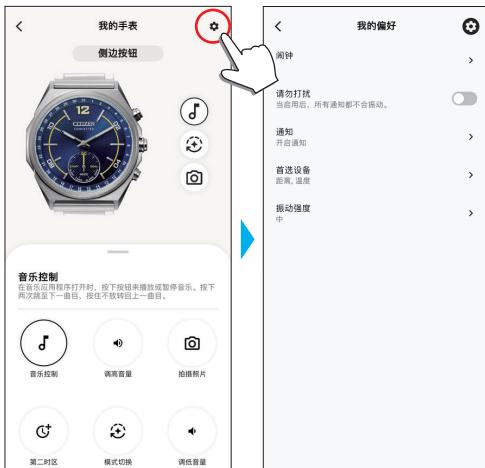 我的手表
侧边按钮
12
CITIZEN
音乐控制
在音乐应用程序打开时，按下按钮来播放或暂停音乐。按下
两次跳至下一曲目，按住不放转回上一曲目。
音乐控制
调高音量
拍摄照片
第二时区
模式切换
调低音量
我的偏好
闹钟
请勿打扰
当启用后，所有通知都不会振动。
通知
开启通知
首选设备
距离, 温度
振动强度
中